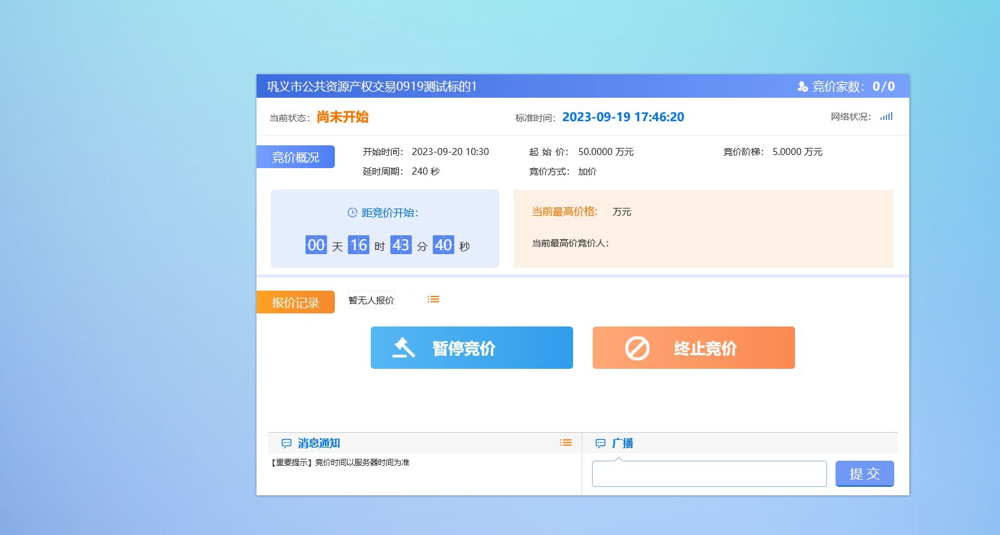 巩义市公共资源产权交易0919测试标的1 竞价家数：0/0
当前状态：尚未开始 标准时间：2023-09-19 17:46:20 网络状况：
竞价概况 开始时间： 2023-09-20 10:30 起 始 价： 50.0000 万元 竞价阶梯： 5.0000 万元
延时周期： 240 秒 竞价方式： 加价
距竞价开始：
00 天 16 时 43 分 40 秒
当前最高价格: 万元
当前最高价竞价人：
报价记录 暂无人报价
暂停竞价 终止竞价
消息通知
【重要提示】竞价时间以服务器时间为准
广播
提 交